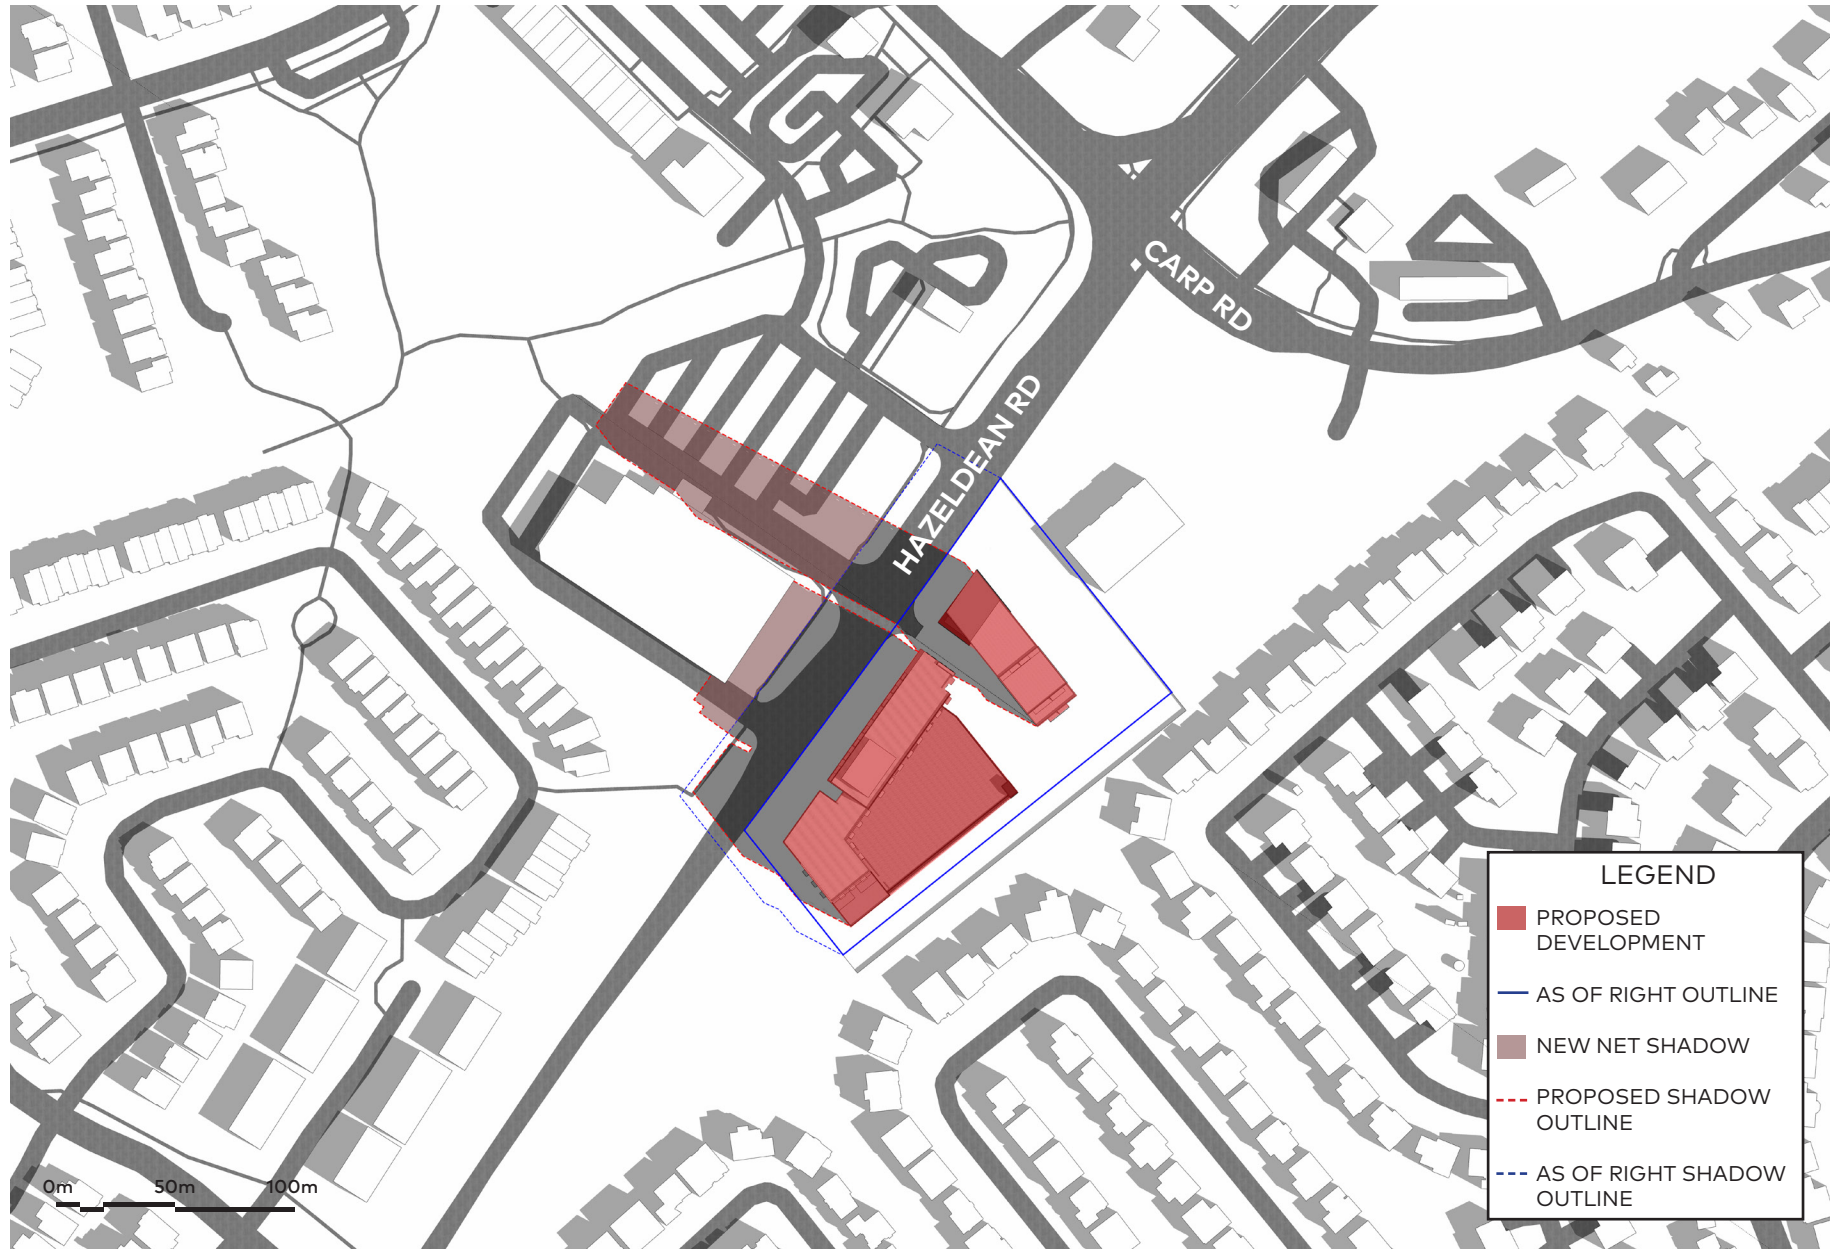 CARP RD
HAZELDEAN RD
LEGEND
PROPOSED
DEVELOPMENT
AS OF RIGHT OUTLINE
NEW NET SHADOW
PROPOSED SHADOW
OUTLINE
AS OF RIGHT SHADOW
OUTLINE
0m 50m 100m